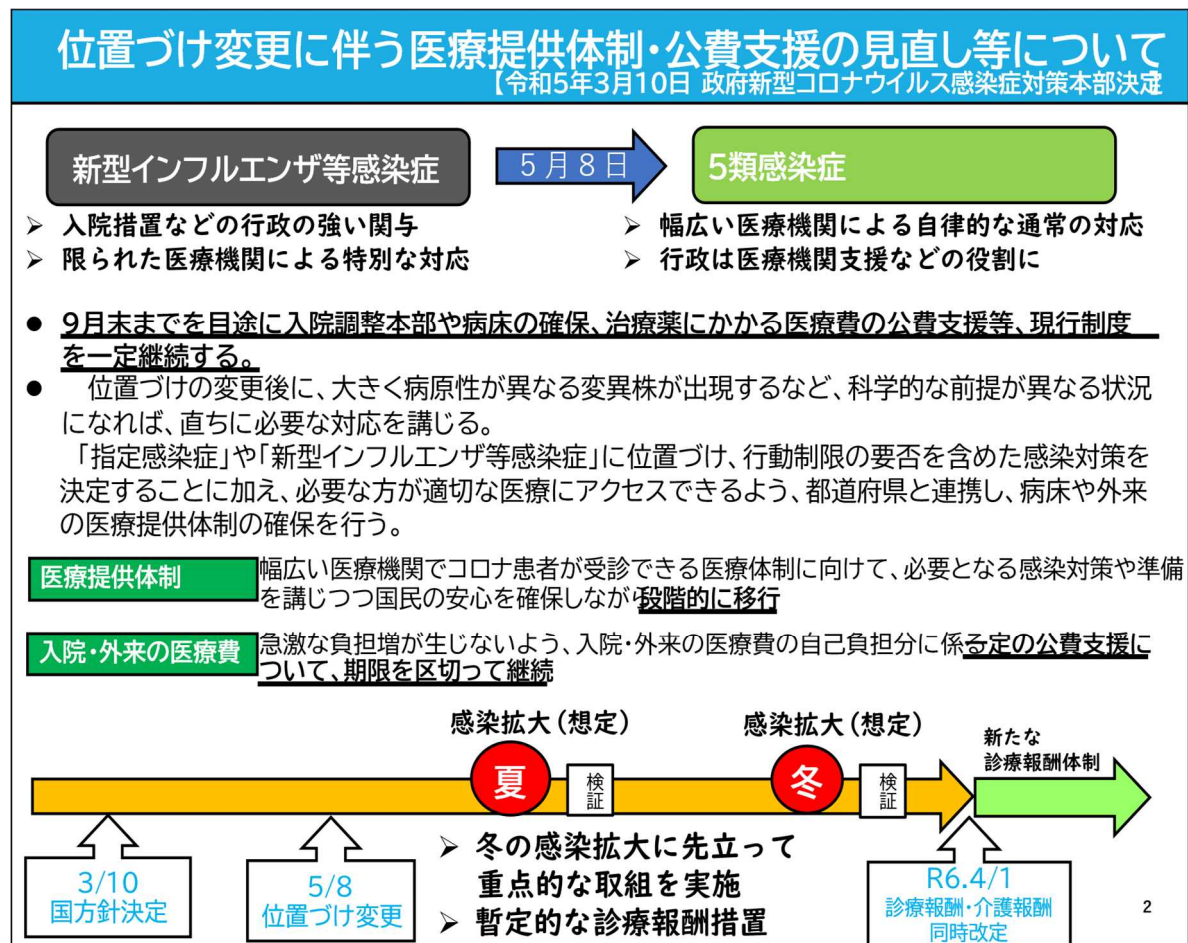 位置づけ変更に伴う医療提供体制・公費支援の見直し等について
【令和5年3月10日 政府新型コロナウイルス感染症対策本部決定】
新型インフルエンザ等感染症
5月8日
5類感染症
➢ 入院措置などの行政の強い関与
➢ 限られた医療機関による特別な対応
➢ 幅広い医療機関による自律的な通常の対応
➢ 行政は医療機関支援などの役割に
● 9月末までを目途に入院調整本部や病床の確保、治療薬にかかる医療費の公費支援等、現行制度
を一定継続する。
● 位置づけの変更後に、大きく病原性が異なる変異株が出現するなど、科学的な前提が異なる状況
になれば、直ちに必要な対応を講じる。
「指定感染症」や「新型インフルエンザ等感染症」に位置づけ、行動制限の要否を含めた感染対策を
決定することに加え、必要な方が適切な医療にアクセスできるよう、都道府県と連携し、病床や外来
の医療提供体制の確保を行う。
医療提供体制
幅広い医療機関でコロナ患者が受診できる医療体制に向けて、必要となる感染対策や準備
を講じつつ国民の安心を確保しながら段階的に移行
入院・外来の医療費
急激な負担増が生じないよう、入院・外来の医療費の自己負担分に係る一定の公費支援に
ついて、期限を区切って継続
感染拡大（想定）
感染拡大（想定）
新たな
診療報酬体制
夏
検証
冬
検証
3/10
国方針決定
5/8
位置づけ変更
➢ 冬の感染拡大に先立って
重点的な取組を実施
➢ 暫定的な診療報酬措置
R6.4/1
診療報酬・介護報酬
同時改定
2